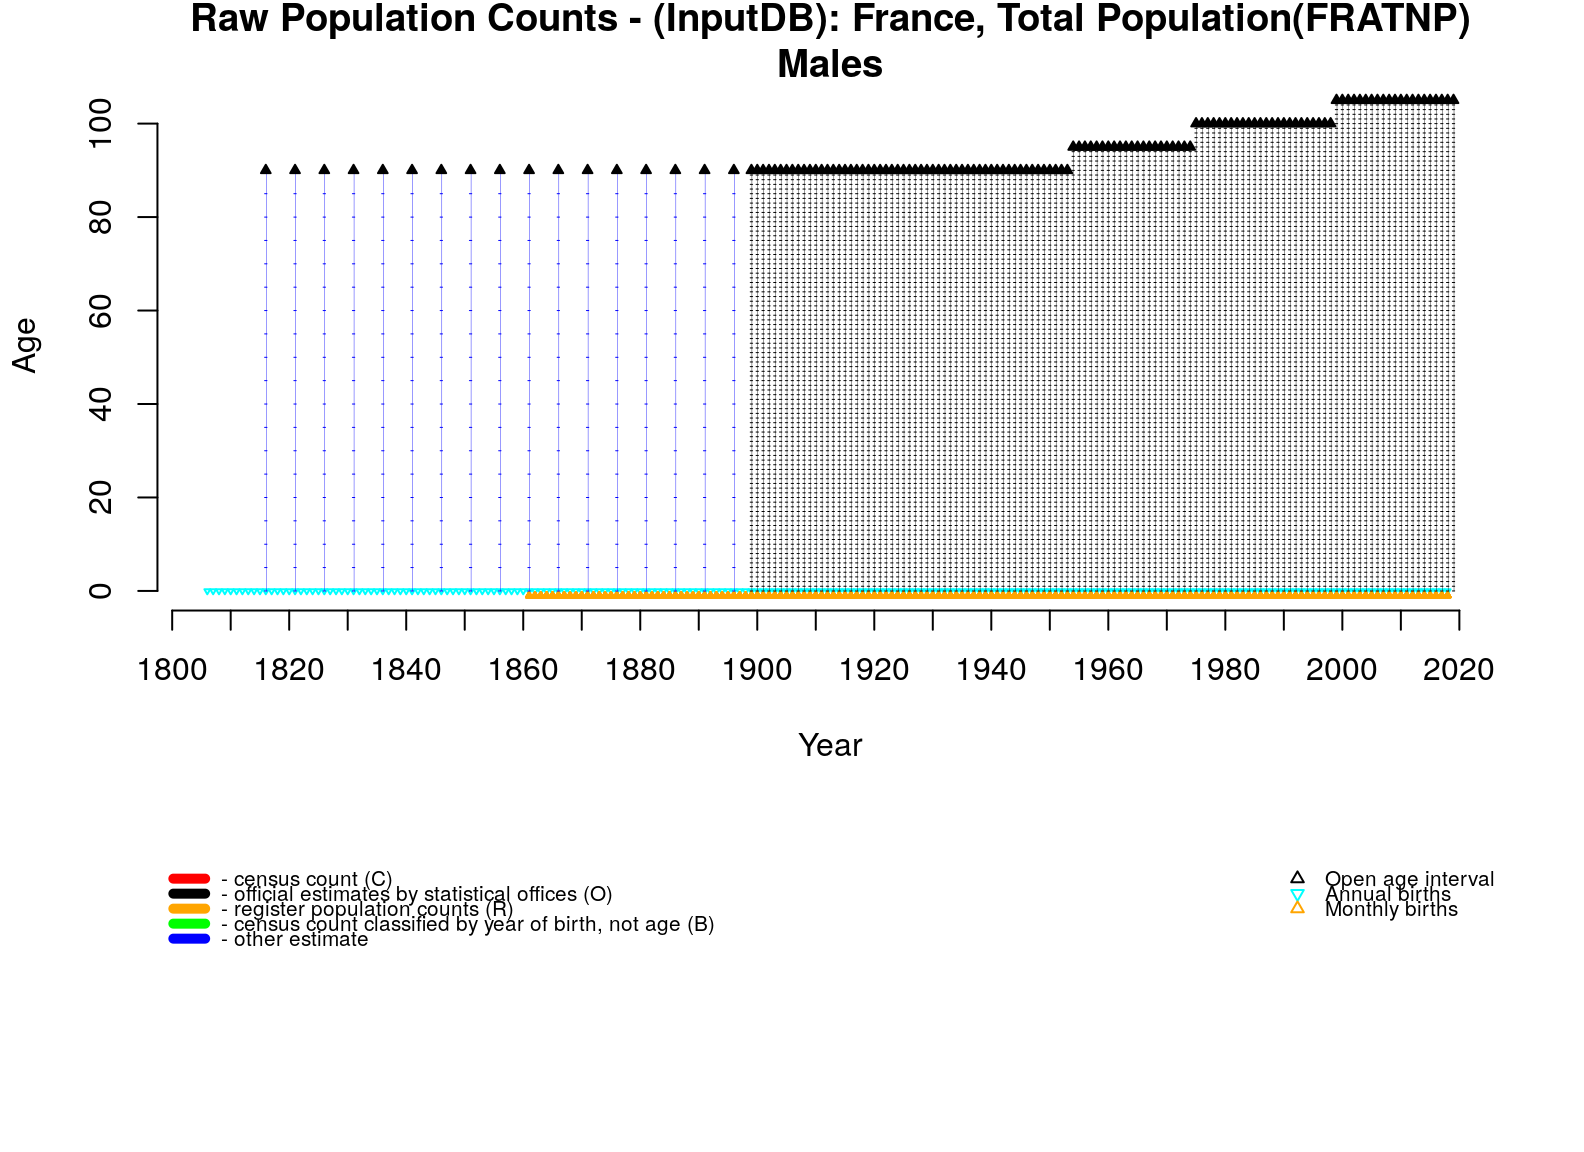 Raw Population Counts - (InputDB): France, Total Population(FRATNP)
Males
Age
100
80
60
40
20
0
1800 1820 1840 1860 1880 1900 1920 1940 1960 1980 2000 2020
Year
- census count (C)
- official estimates by statistical offices (O)
- register population counts (R)
- census count classified by year of birth, not age (B)
- other estimate
Open age interval
Annual births
Monthly births